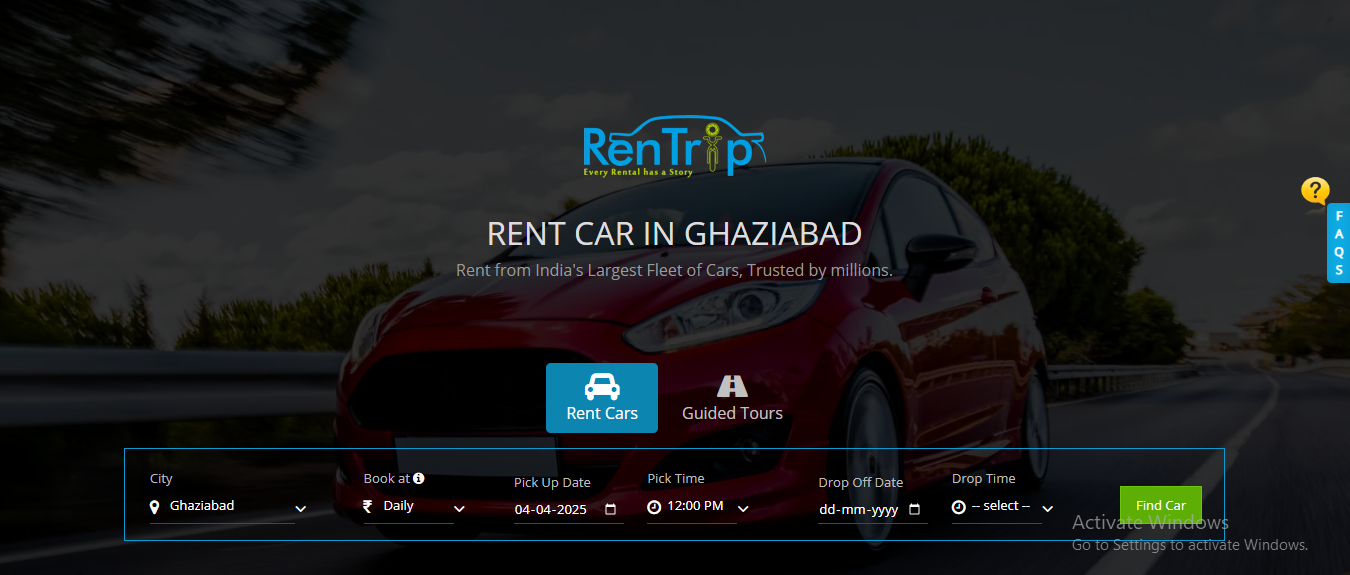 RenTrip
Every Rental has a Story
RENT CAR IN GHAZIABAD
Rent from India's Largest Fleet of Cars, Trusted by millions.
?
F
A
Q
S
Rent Cars
Guided Tours
City
Ghaziabad
Book at
₹ Daily
Pick Up Date
04-04-2025
Pick Time
12:00 PM
Drop Off Date
dd-mm-yyyy
Drop Time
-- select --
Find Car
Activate Windows
Go to Settings to activate Windows.